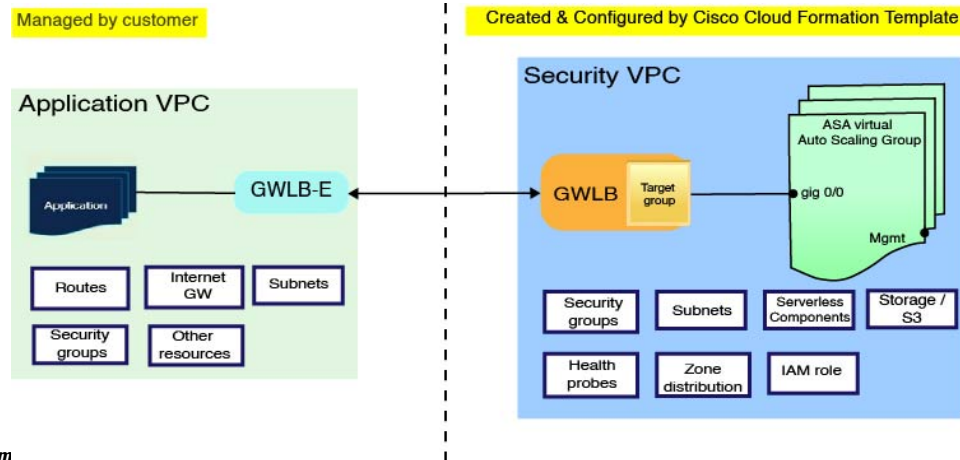 Managed by customer
Created & Configured by Cisco Cloud Formation Template
Application VPC
Application
GWLB-E
Routes
Internet
GW
Subnets
Security
groups
Other
resources
Security VPC
GWLB
Target
group
ASA virtual
Auto Scaling Group
gig 0/0
Mgmt
Security
groups
Subnets
Serverless
Components
Storage /
S3
Health
probes
Zone
distribution
IAM role
m